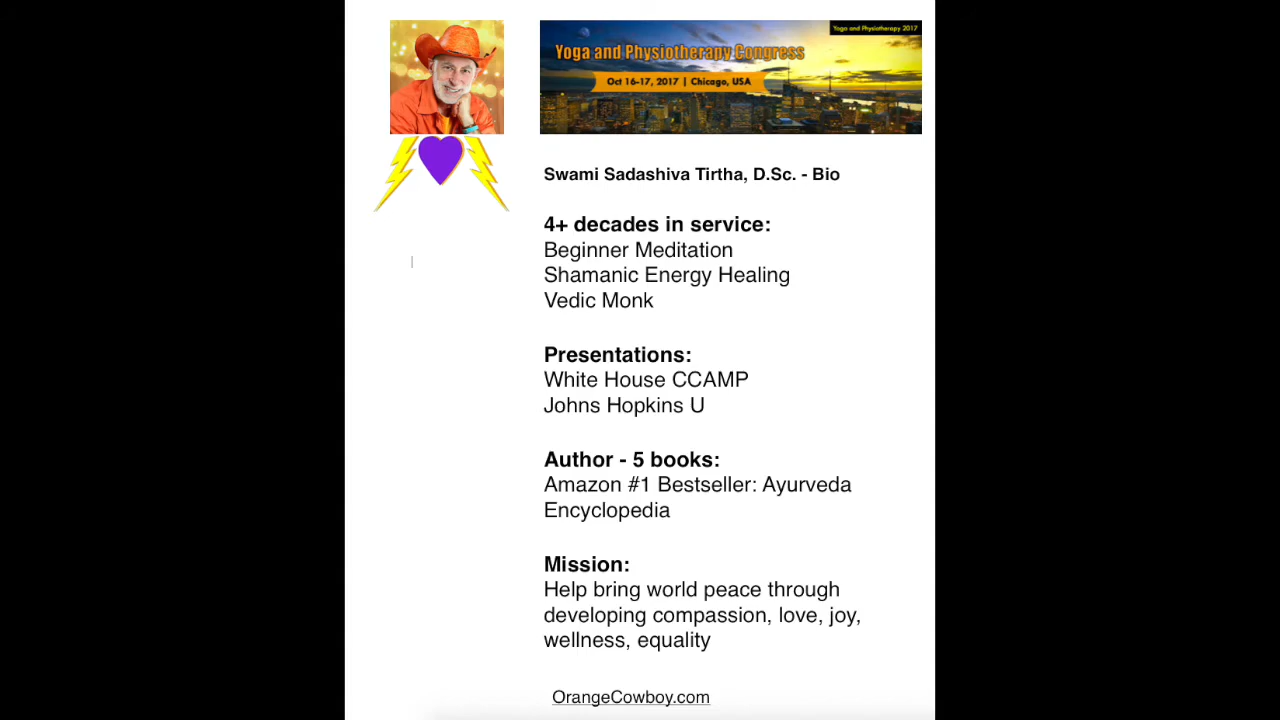 Yoga and Physiotherapy 2017
Yoga and Physiotherapy Congress
Oct 16-17, 2017 | Chicago, USA
Swami Sadashiva Tirtha, D.Sc. - Bio
4+ decades in service:
Beginner Meditation
Shamanic Energy Healing
Vedic Monk
Presentations:
White House CCAMP
Johns Hopkins U
Author - 5 books:
Amazon #1 Bestseller: Ayurveda
Encyclopedia
Mission:
Help bring world peace through
developing compassion, love, joy,
wellness, equality
OrangeCowboy.com